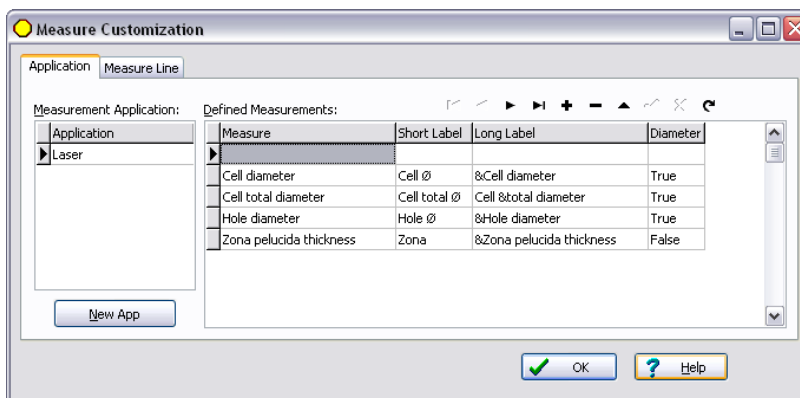 Measure Customization
Application Measure Line
Measurement Application: Defined Measurements:
Application Measure Short Label Long Label Diameter
Laser
Cell diameter Cell Ø &Cell diameter True
Cell total diameter Cell total Ø Cell &total diameter True
Hole diameter Hole Ø &Hole diameter True
Zona pelucida thickness Zona &Zona pelucida thickness False
New App
OK ? Help